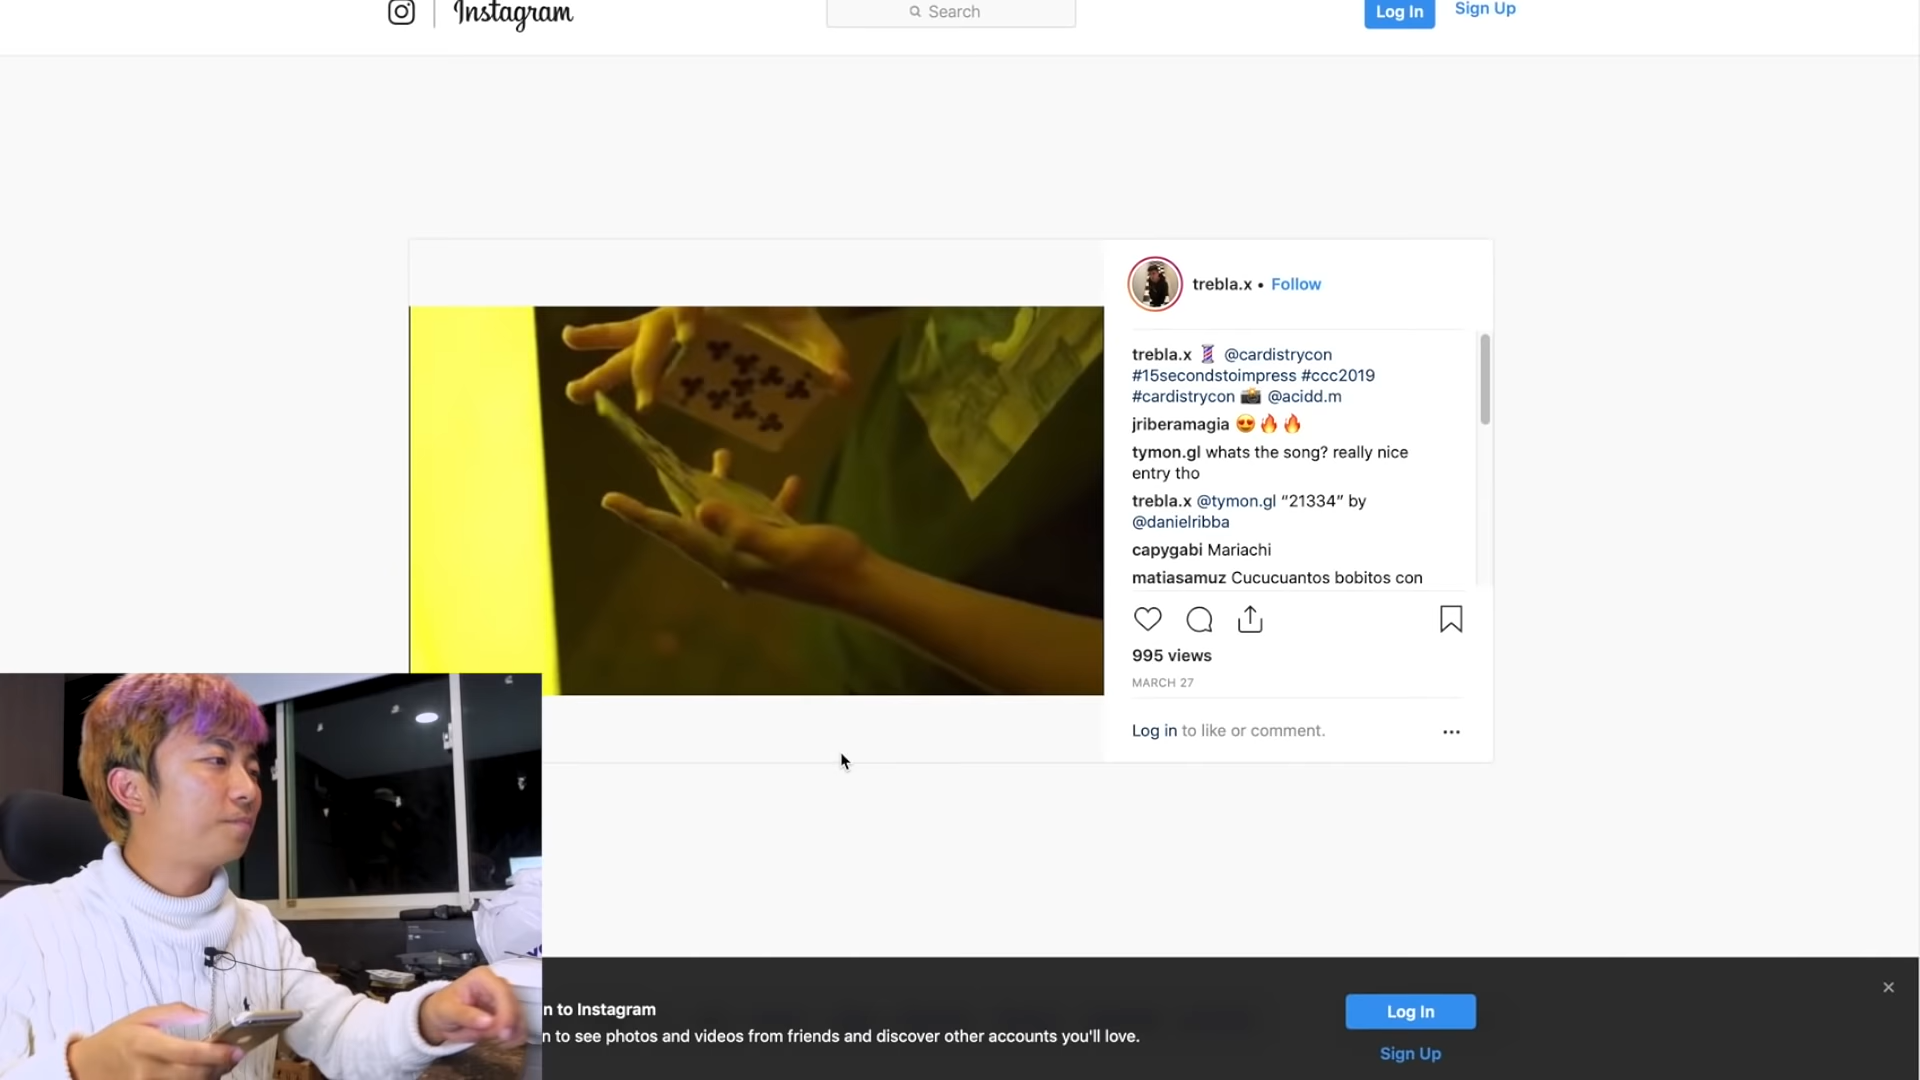 Instagram
Search
Log In
Sign Up
trebla.x • Follow
trebla.x 💈 @cardistrycon
#15secondstoimpress #ccc2019
#cardistrycon 📸 @acidd.m
jriberamagia 😍🔥🔥
tymon.gl whats the song? really nice
entry tho
trebla.x @tymon.gl “21334” by
@danielribba
capygabi Mariachi
matiasamuz Cucucuantos bobitos con
995 views
MARCH 27
Log in to like or comment.
n to Instagram
n to see photos and videos from friends and discover other accounts you'll love.
Log In
Sign Up